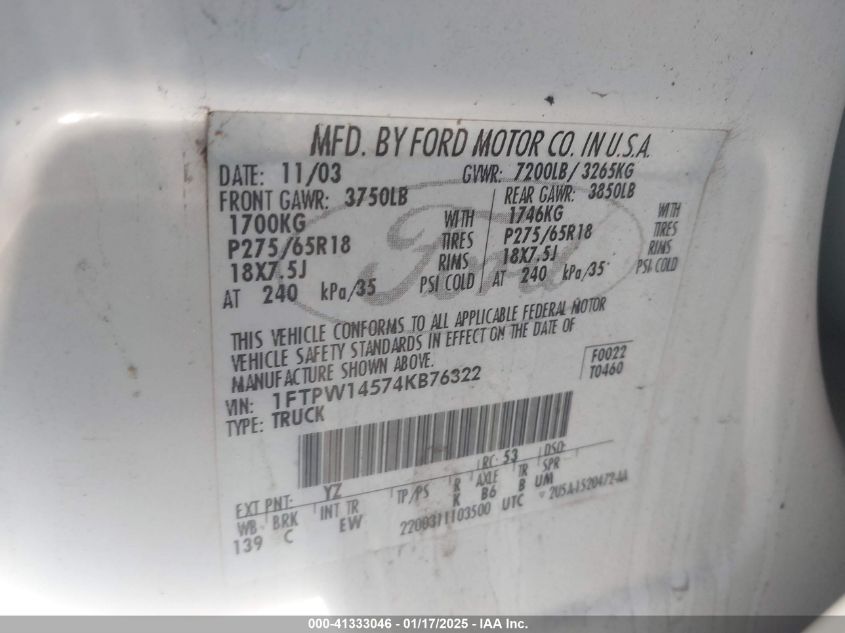 MFD. BY FORD MOTOR CO. IN U.S.A.
DATE: 11/03 GVWR: 7200LB/3265KG
FRONT GAWR: 3750LB REAR GAWR: 3850LB
1700KG WITH 1746KG WITH
P275/65R18 TIRES P275/65R18 TIRES
18X7.5J RIMS 18X7.5J RIMS
AT 240 kPa/35 PSI COLD AT 240 kPa/35 PSI COLD
Ford
THIS VEHICLE CONFORMS TO ALL APPLICABLE FEDERAL MOTOR
VEHICLE SAFETY STANDARDS IN EFFECT ON THE DATE OF
MANUFACTURE SHOWN ABOVE.
VIN: 1FTPW14574KB76322 F0022
TYPE: TRUCK T0460
RC: 53 DSO:
EXT PNT: YZ TP/PS R AXLE TR SPR
WB BRK INT TR K B6 B UM
139 C EW 2200311103500 UTC 2U5A-1520472-AA
000-41333046 — 01/17/2025 — IAA Inc.